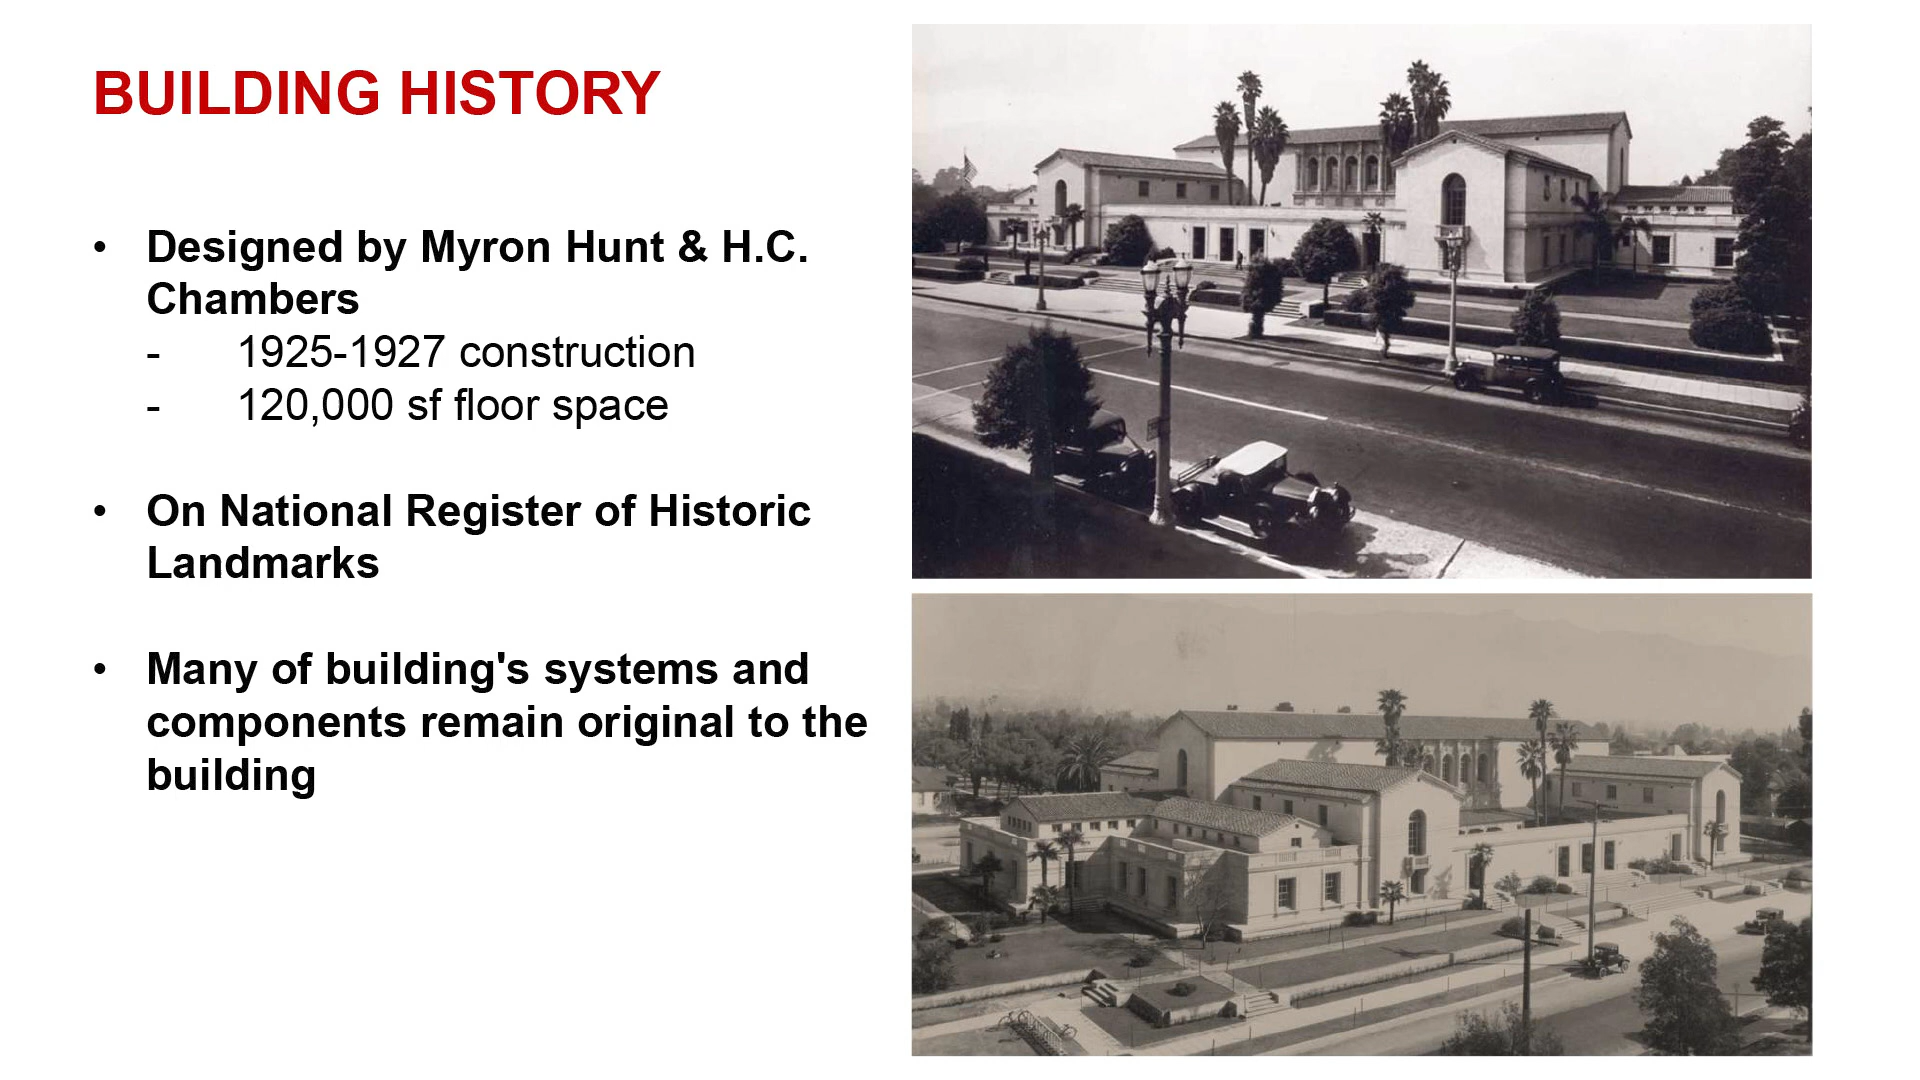 BUILDING HISTORY
• Designed by Myron Hunt & H.C.
Chambers
- 1925-1927 construction
- 120,000 sf floor space
• On National Register of Historic
Landmarks
• Many of building's systems and
components remain original to the
building